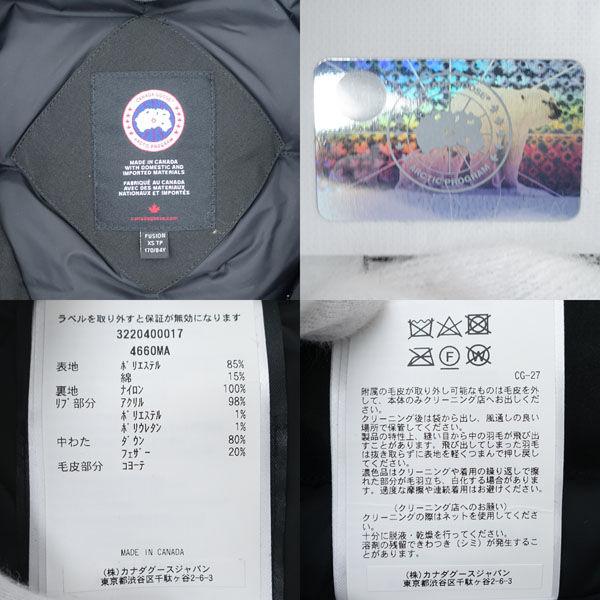 CANADA GOOSE
ARCTIC PROGRAM
MADE IN CANADA
WITH DOMESTIC AND
IMPORTED MATERIALS
FABRIQUÉ AU CANADA
AVEC DES MATERIAUX
NATIONAUX ET IMPORTÉS
canadagoose.com
FUSION
XS TP
170/84Y
ARCTIC PROGRAM
ラベルを取り外すと保証が無効になります
3220400017
4660MA
表地 ポリエステル 85%
綿 15%
裏地 ナイロン 100%
リブ部分 アクリル 98%
ポリエステル 1%
ポリウレタン 1%
中わた ダウン 80%
フェザー 20%
毛皮部分 コヨーテ
MADE IN CANADA
(株)カナダグースジャパン
東京都渋谷区千駄ヶ谷2-6-3
CG-27
附属の毛皮が取り外し可能なものは毛皮を外
して、本体のみクリーニング店へお出しくださ
い。
クリーニング後は袋から出し、風通しの良い
場所で保管してください。
製品の特性上、縫い目から中の羽毛が飛び出
すことがあります。飛び出してしまった羽毛
は抜き取らずに表地を軽くつまんで押し戻し
てください。
濃色品はクリーニングや着用の繰り返しで擦
れた部分が毛羽立ち、白化する場合がありま
す。過度な摩擦や連続着用はお避けください。
(クリーニング店へのお願い)
クリーニングの際はネットを使用してくださ
い。
十分に脱液・乾燥を行ってください。
溶剤の残留できわつき(シミ)が発生すること
があります。
(株)カナダグースジャパン
東京都渋谷区千駄ヶ谷2-6-3